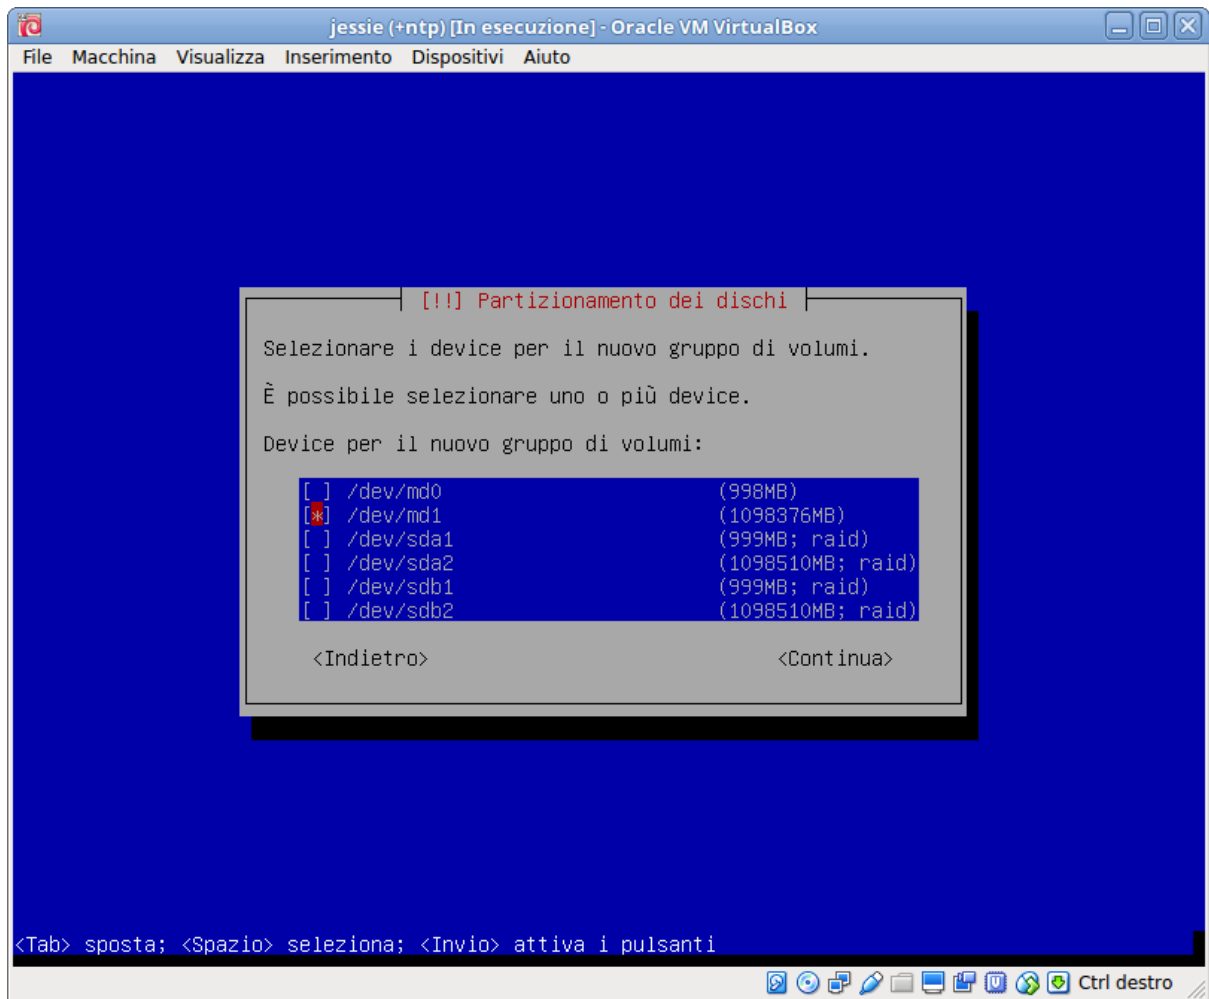 jessie (+ntp) [In esecuzione] - Oracle VM VirtualBox
File Macchina Visualizza Inserimento Dispositivi Aiuto
[!!] Partizionamento dei dischi
Selezionare i device per il nuovo gruppo di volumi.
È possibile selezionare uno o più device.
Device per il nuovo gruppo di volumi:
[ ] /dev/md0 (998MB)
[*] /dev/md1 (1098376MB)
[ ] /dev/sda1 (999MB; raid)
[ ] /dev/sda2 (1098510MB; raid)
[ ] /dev/sdb1 (999MB; raid)
[ ] /dev/sdb2 (1098510MB; raid)
<Indietro> <Continua>
<Tab> sposta; <Spazio> seleziona; <Invio> attiva i pulsanti
Ctrl destro